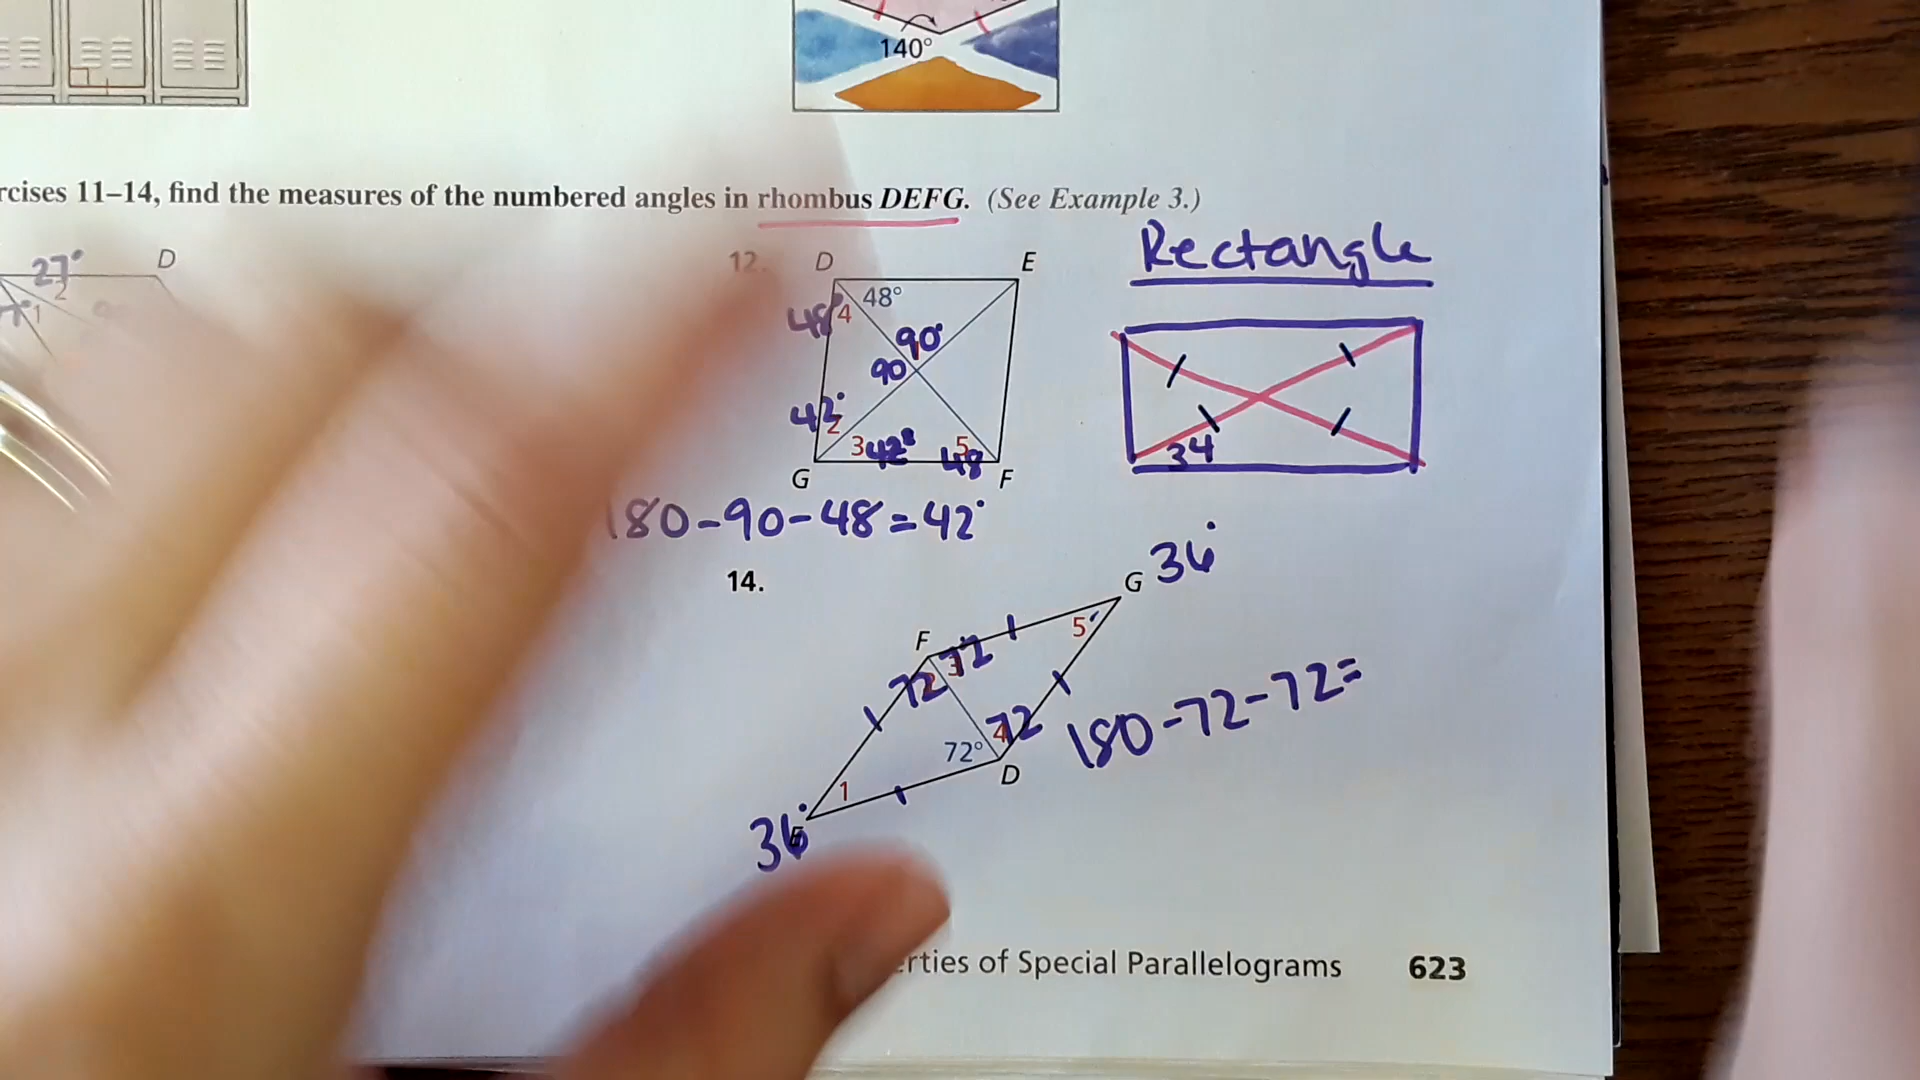 140°
rcises 11–14, find the measures of the numbered angles in rhombus DEFG. (See Example 3.)
Rectangle
27° D
2
1
12. D E
48° 4 48°
90°
90
42° 2
3 42° 5 48
G F
34
180-90-48=42°
14.
G 36°
F 72 3 5
72 2
180-72-72=
72° 4 72
D
1
36° E
erties of Special Parallelograms 623